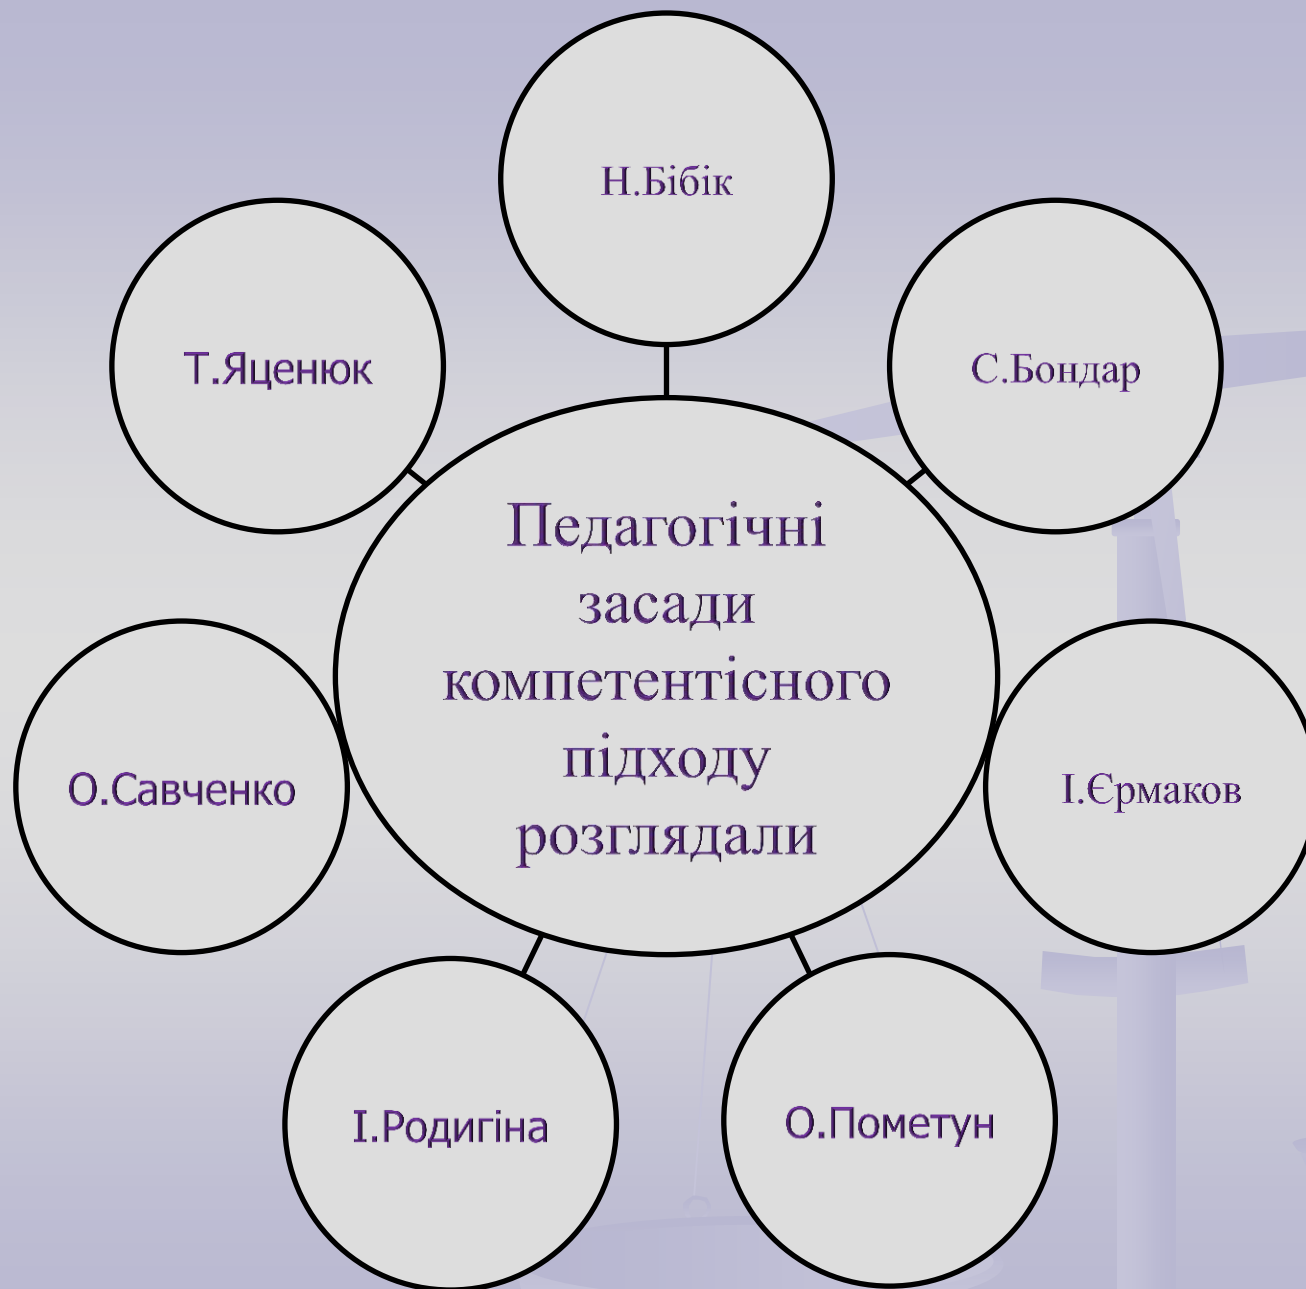 Н.Бібік
Т.Яценюк
С.Бондар
Педагогічні
засади
компетентісного
підходу
розглядали
О.Савченко
І.Єрмаков
І.Родигіна
О.Пометун